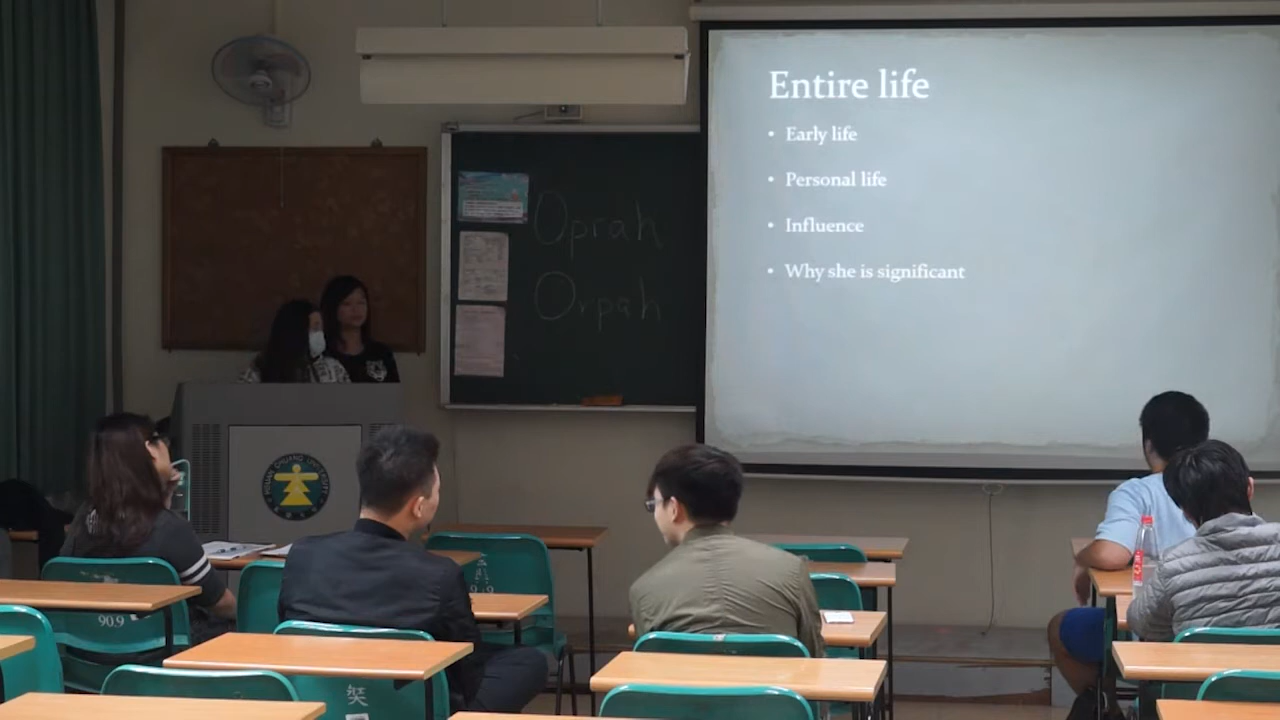 Entire life
• Early life
• Personal life
• Influence
• Why she is significant
Oprah
Orpah
90.9